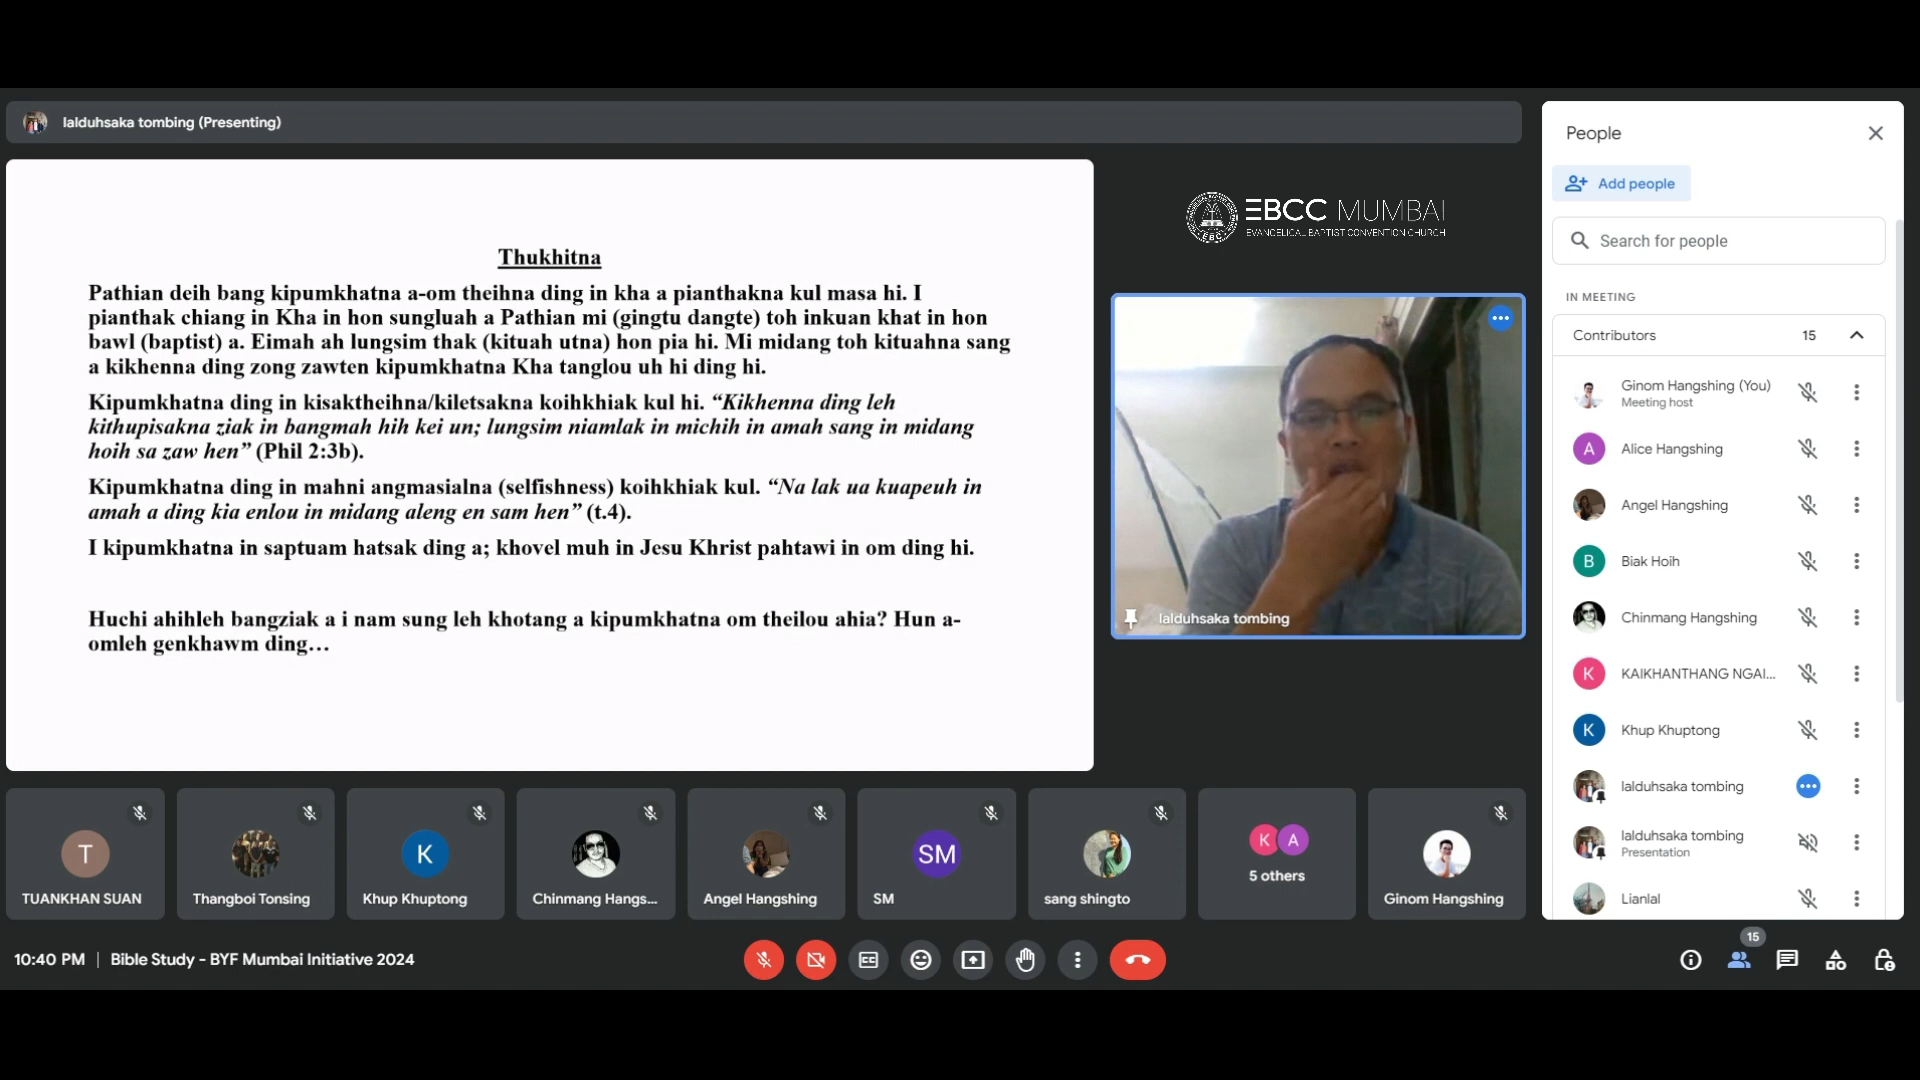 lalduhsaka tombing (Presenting)
Thukhitna
Pathian deih bang kipumkhatna a-om theihna ding in kha a pianthakna kul masa hi. I
pianthak chiang in Kha in hon sungluah a Pathian mi (gingtu dangte) toh inkuan khat in hon
bawl (baptist) a. Eimah ah lungsim thak (kituah utna) hon pia hi. Mi midang toh kituahna sang
a kikhenna ding zong zawten kipumkhatna Kha tanglou uh hi ding hi.
Kipumkhatna ding in kisaktheihna/kiletsakna koihkhiak kul hi. “Kikhenna ding leh
kithupisakna ziak in bangmah hih kei un; lungsim niamlak in michih in amah sang in midang
hoih sa zaw hen” (Phil 2:3b).
Kipumkhatna ding in mahni angmasialna (selfishness) koihkhiak kul. “Na lak ua kuapeuh in
amah a ding kia enlou in midang aleng en sam hen” (t.4).
I kipumkhatna in saptuam hatsak ding a; khovel muh in Jesu Khrist pahtawi in om ding hi.
Huchi ahihleh bangziak a i nam sung leh khotang a kipumkhatna om theilou ahia? Hun a-
omleh genkhawm ding…
EBCC MUMBAI
EVANGELICAL BAPTIST CONVENTION CHURCH
EBC
lalduhsaka tombing
T
TUANKHAN SUAN
Thangboi Tonsing
K
Khup Khuptong
Chinmang Hangs...
Angel Hangshing
SM
SM
sang shingto
K A
5 others
Ginom Hangshing
10:40 PM | Bible Study - BYF Mumbai Initiative 2024
People
Add people
Search for people
IN MEETING
Contributors 15
Ginom Hangshing (You)
Meeting host
A Alice Hangshing
Angel Hangshing
B Biak Hoih
Chinmang Hangshing
K KAIKHANTHANG NGAI...
K Khup Khuptong
lalduhsaka tombing
lalduhsaka tombing
Presentation
Lianlal
15